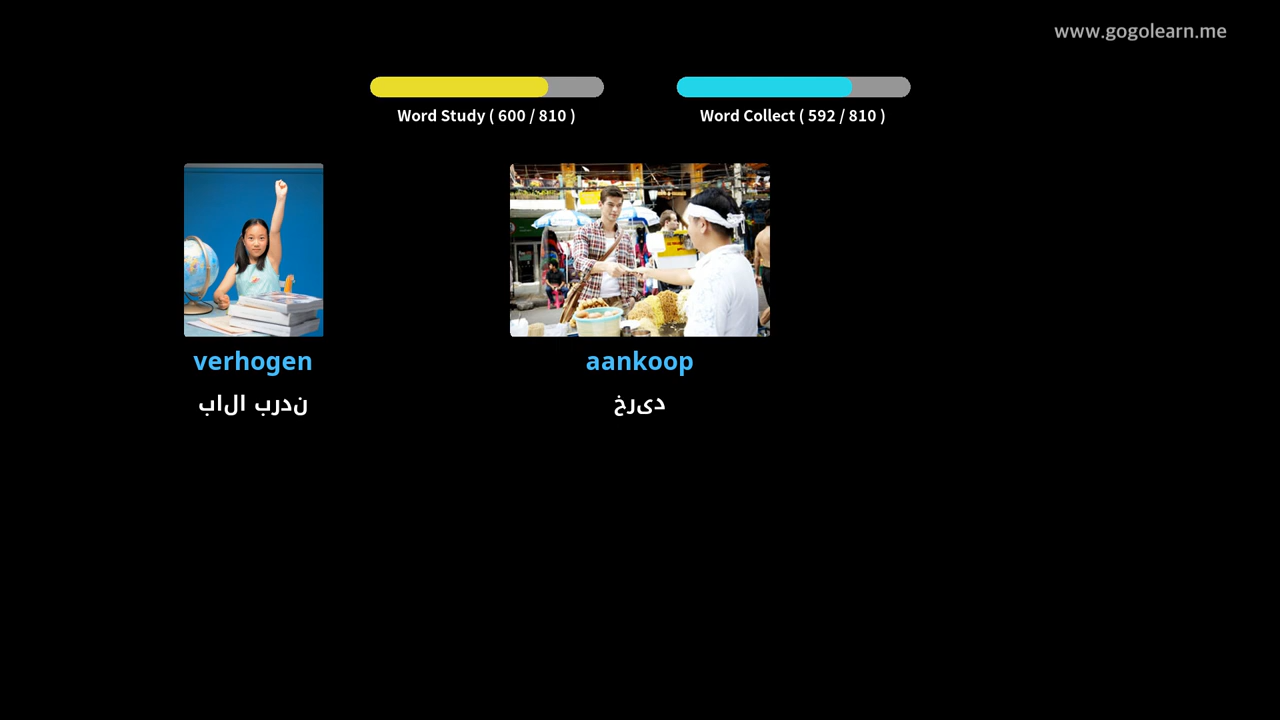 www.gogolearn.me
Word Study ( 600 / 810 )
Word Collect ( 592 / 810 )
verhogen
ندرب الاب
aankoop
دیرخ